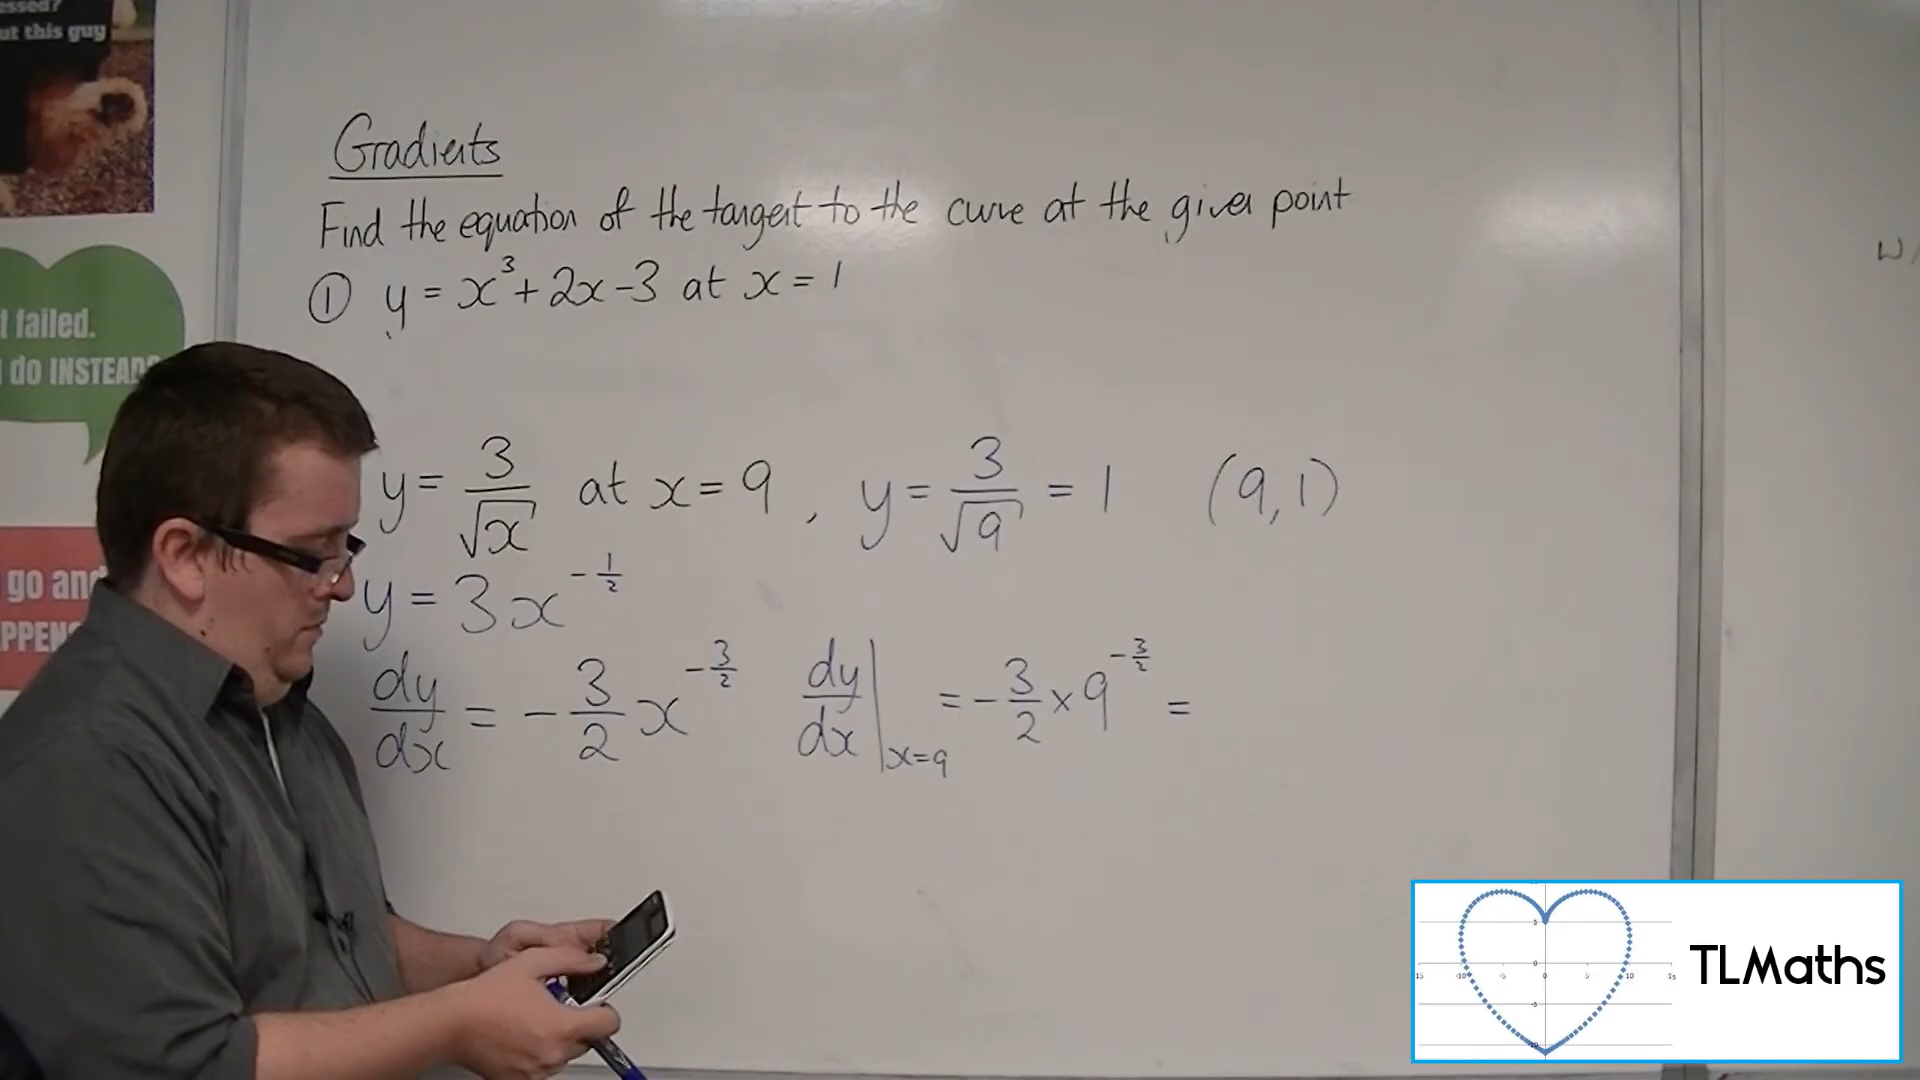 essed?
ut this guy
Gradients
Find the equation of the tangent to the curve at the given point
① y = x³ + 2x - 3 at x = 1
failed.
do INSTEAD?
y = 3/√x at x = 9, y = 3/√9 = 1 (9,1)
y = 3x^(-1/2)
go and
PPENS
dy/dx = -3/2 x^(-3/2) dy/dx|x=9 = -3/2 × 9^(-3/2) =
TLMaths